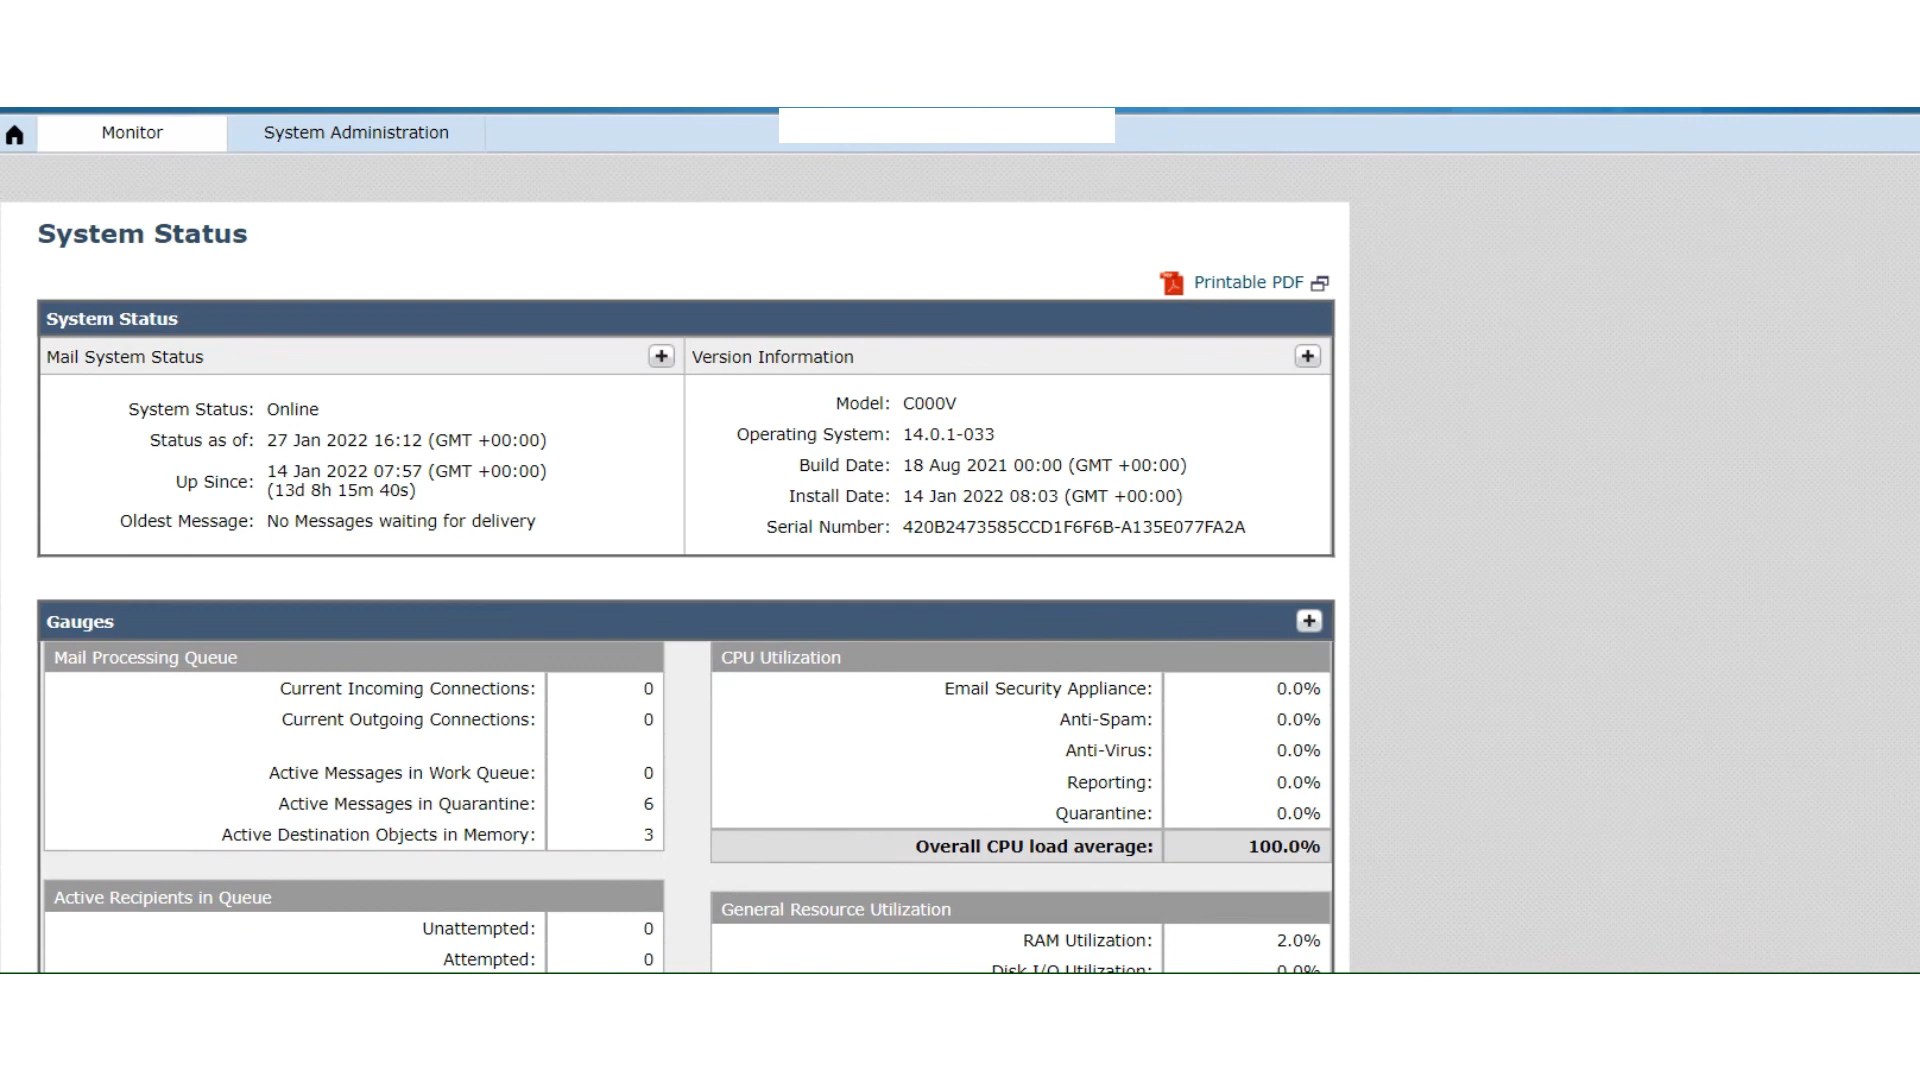 Monitor
System Administration
System Status
Printable PDF
System Status
Mail System Status
System Status: Online
Status as of: 27 Jan 2022 16:12 (GMT +00:00)
Up Since: 14 Jan 2022 07:57 (GMT +00:00)
(13d 8h 15m 40s)
Oldest Message: No Messages waiting for delivery
Version Information
Model: C000V
Operating System: 14.0.1-033
Build Date: 18 Aug 2021 00:00 (GMT +00:00)
Install Date: 14 Jan 2022 08:03 (GMT +00:00)
Serial Number: 420B2473585CCD1F6F6B-A135E077FA2A
Gauges
Mail Processing Queue
Current Incoming Connections: 0
Current Outgoing Connections: 0
Active Messages in Work Queue: 0
Active Messages in Quarantine: 6
Active Destination Objects in Memory: 3
Active Recipients in Queue
Unattempted: 0
Attempted: 0
CPU Utilization
Email Security Appliance: 0.0%
Anti-Spam: 0.0%
Anti-Virus: 0.0%
Reporting: 0.0%
Quarantine: 0.0%
Overall CPU load average: 100.0%
General Resource Utilization
RAM Utilization: 2.0%
Disk I/O Utilization: 0.0%